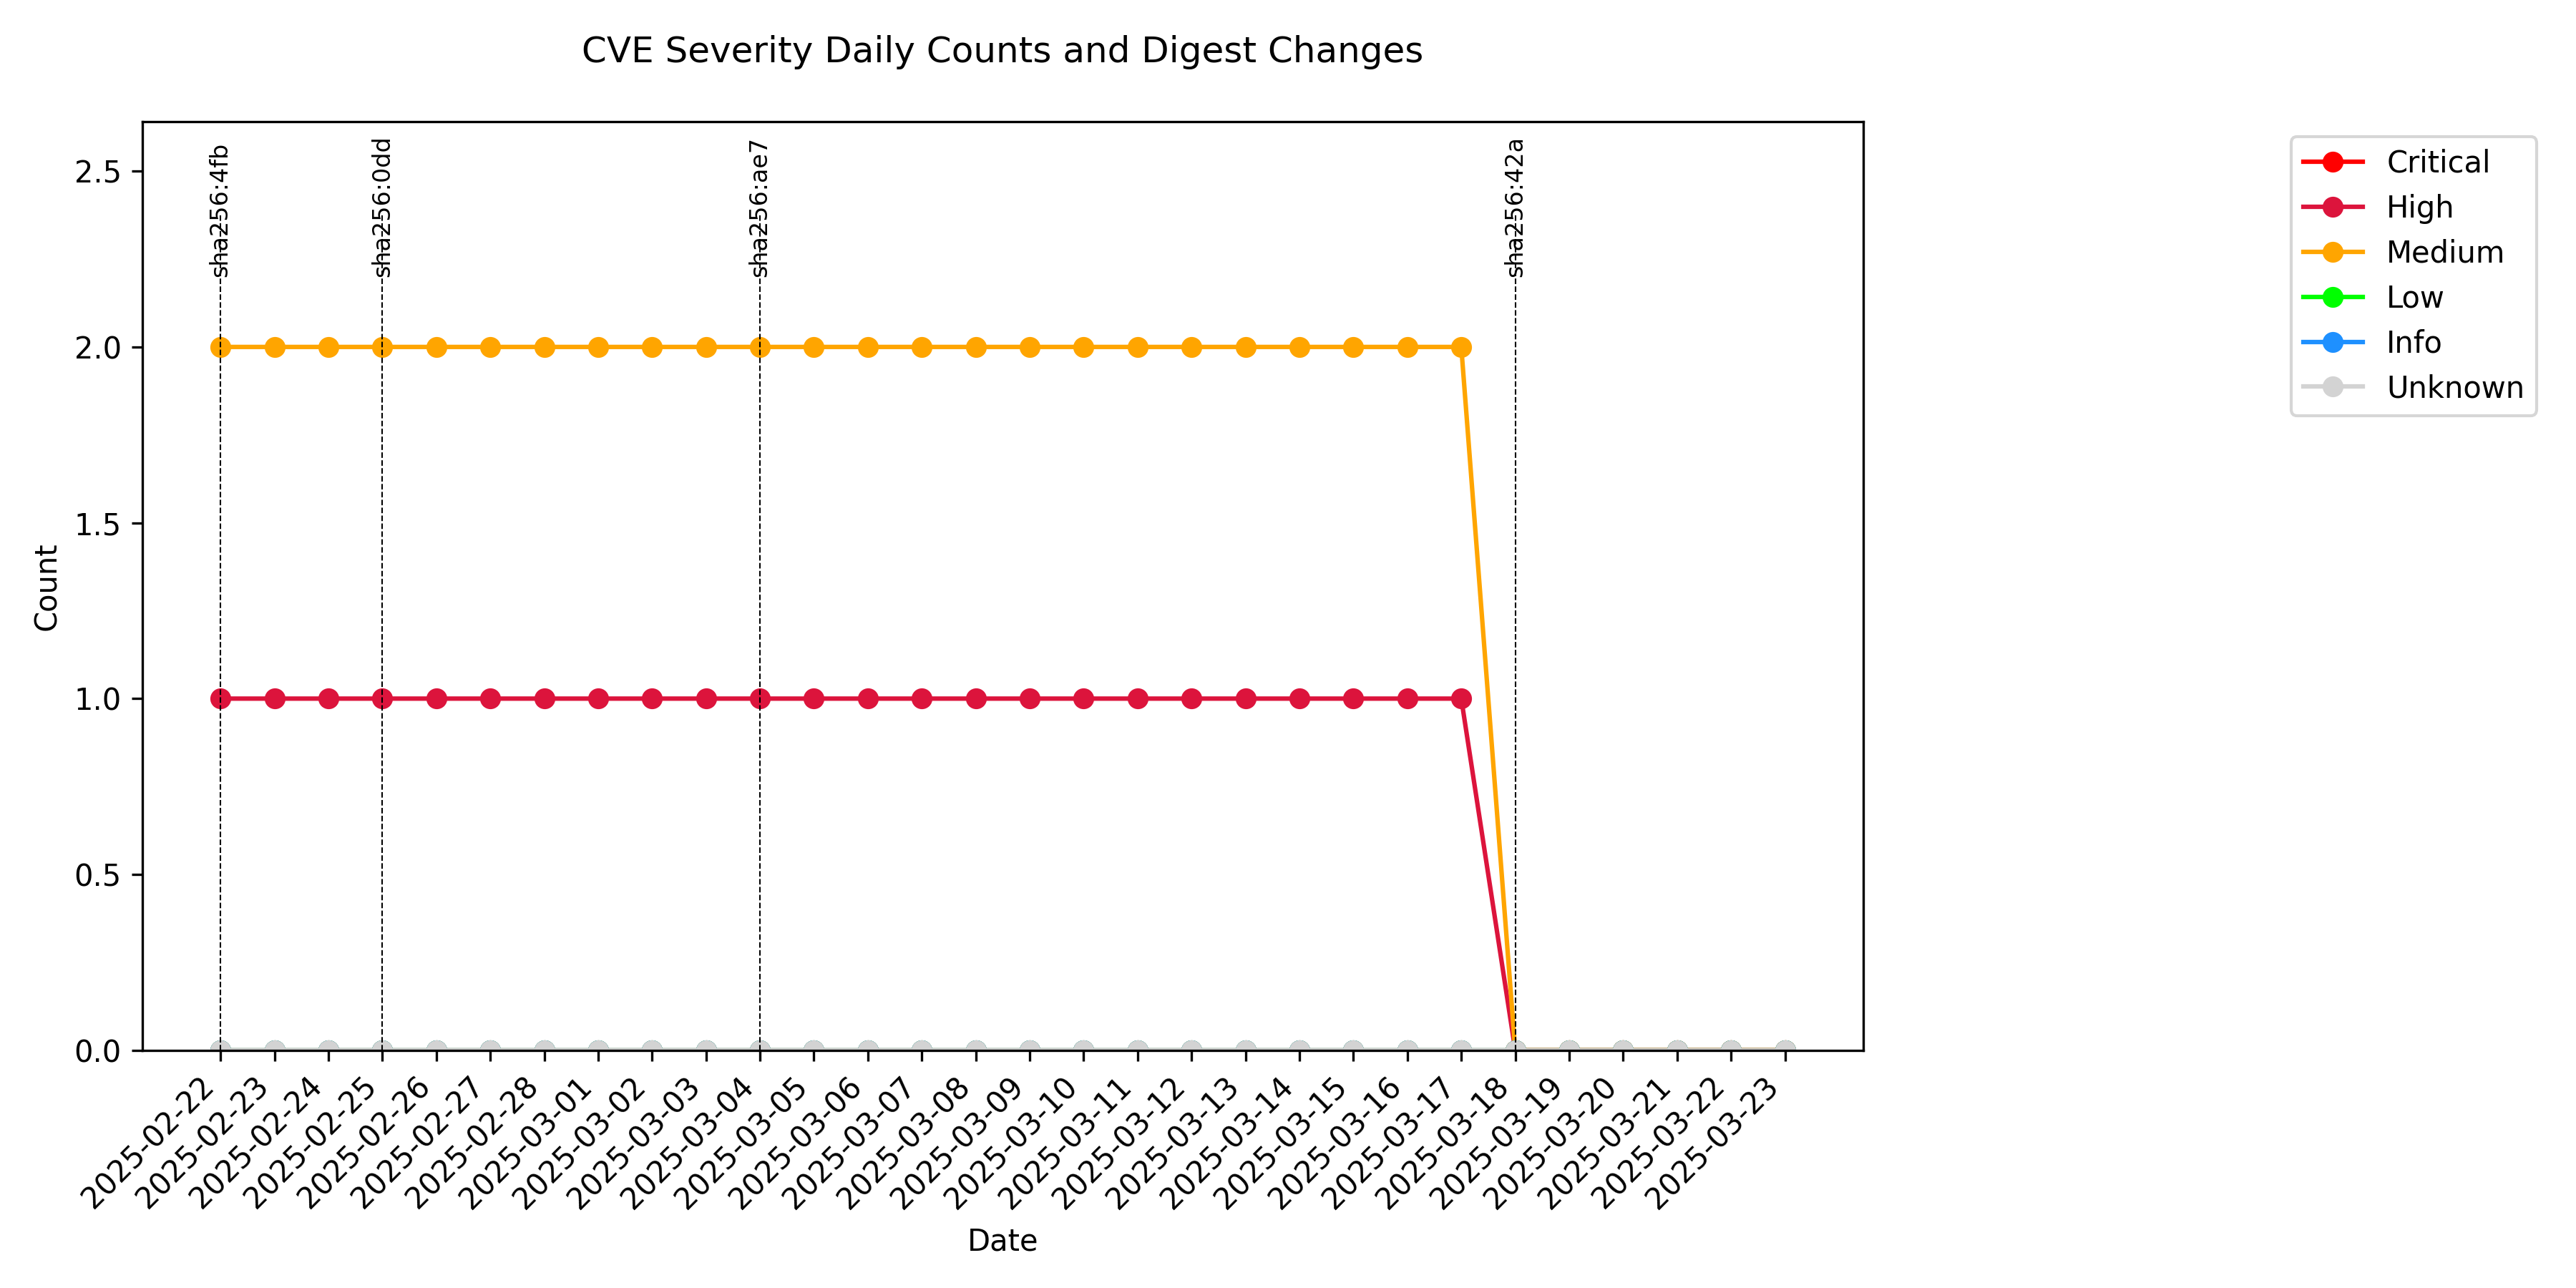 CVE Severity Daily Counts and Digest Changes
sha256:4fb
sha256:0dd
sha256:ae7
sha256:42a
Critical
High
Medium
Low
Info
Unknown
2.5
2.0
1.5
1.0
0.5
0.0
Count
2025-02-22
2025-02-23
2025-02-24
2025-02-25
2025-02-26
2025-02-27
2025-02-28
2025-03-01
2025-03-02
2025-03-03
2025-03-04
2025-03-05
2025-03-06
2025-03-07
2025-03-08
2025-03-09
2025-03-10
2025-03-11
2025-03-12
2025-03-13
2025-03-14
2025-03-15
2025-03-16
2025-03-17
2025-03-18
2025-03-19
2025-03-20
2025-03-21
2025-03-22
2025-03-23
Date